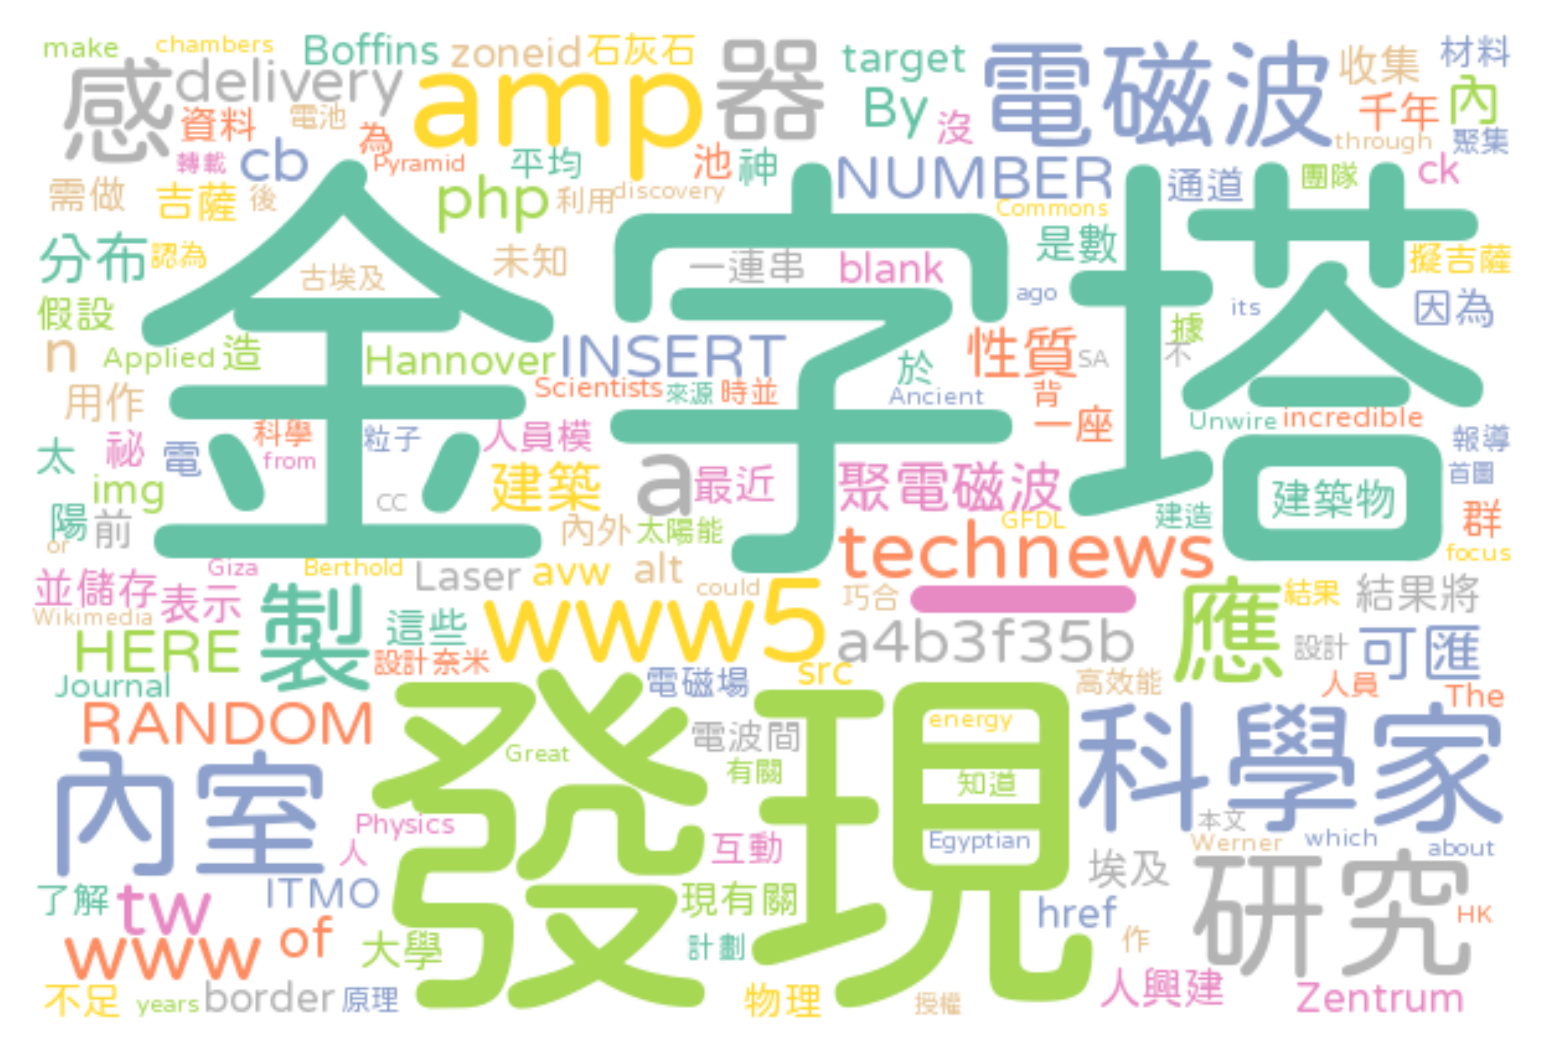 make chambers Boffins zoneid 石灰石 器 target 電磁波 收集 材料
感 delivery amp By 沒 千年 內
資料 電池 為 through 聚集
轉載 cb Pyramid 平均 池 神 NUMBER 通道 團隊 ck
需做 吉薩 後 php 利用 discovery Commons
分布 認為 金字塔 未知 一連串 blank 是數 擬吉薩
古埃及 ago its 因為
假設 據
n Applied 造 Hannover INSERT 於 性質 SA 不
用作 Scientists 來源 時並 Ancient 背 一座 Unwire incredible
太 祕 電 科學 粒子 人員模 報導
from 建築 a 最近 聚電磁波 首圖
img CC 建築物
陽 前 內外 太陽能 GFDL 建造 群
or technews focus
並儲存 表示 Giza Berthold Laser avw alt could 巧合 應 結果 結果將
Wikimedia 製 這些 www5 a4b3f35b 設計 可匯
HERE 設計奈米
Journal 電磁場 src 高效能 人員 The
RANDOM 發現 電波間 energy 科學家
內室 Great 有關 知道
Physics 本文
人 互動 Egyptian Werner which about
了解 tw ITMO 現有關 埃及 研究
www of 大學 計劃 href 作 HK
不足 years border 原理 物理 授權 人興建 Zentrum